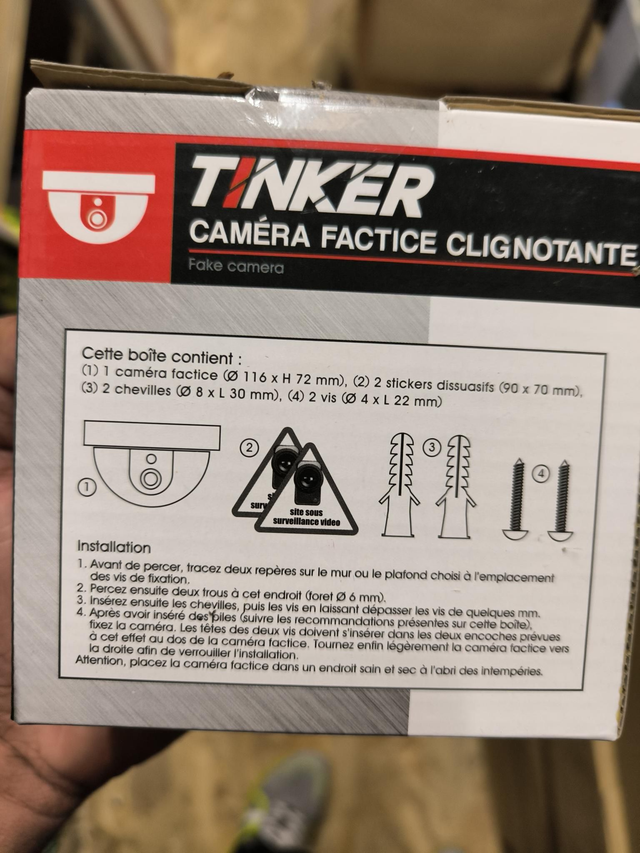 TINKER
CAMÉRA FACTICE CLIGNOTANTE
Fake camera
Cette boîte contient :
(1) 1 caméra factice (Ø 116 x H 72 mm), (2) 2 stickers dissuasifs (90 x 70 mm),
(3) 2 chevilles (Ø 8 x L 30 mm), (4) 2 vis (Ø 4 x L 22 mm)
1
2
3
4
site sous
surveillance video
Installation
1. Avant de percer, tracez deux repères sur le mur ou le plafond choisi à l'emplacement
des vis de fixation.
2. Percez ensuite deux trous à cet endroit (foret Ø 6 mm).
3. Insérez ensuite les chevilles, puis les vis en laissant dépasser les vis de quelques mm.
4. Après avoir inséré des piles (suivre les recommandations présentes sur cette boîte),
fixez la caméra. Les têtes des deux vis doivent s'insérer dans les deux encoches prévues
à cet effet au dos de la caméra factice. Tournez enfin légèrement la caméra factice vers
la droite afin de verrouiller l'installation.
Attention, placez la caméra factice dans un endroit sain et sec à l'abri des intempéries.